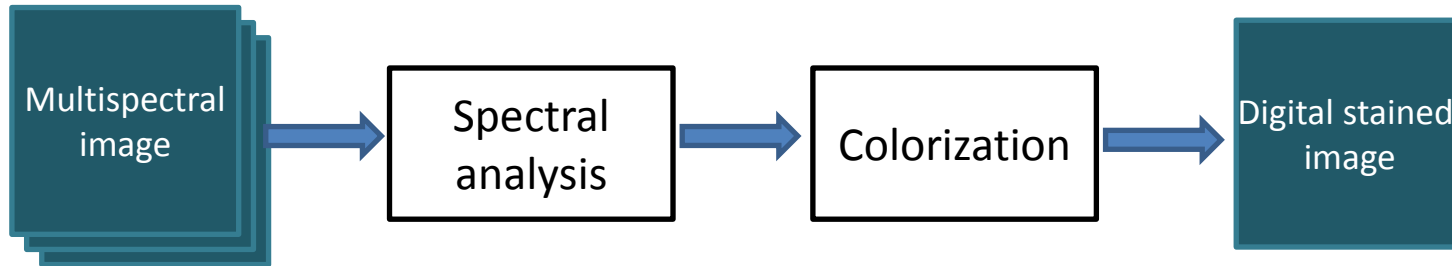 Multispectral
image
Spectral
analysis
Colorization
Digital stained
image